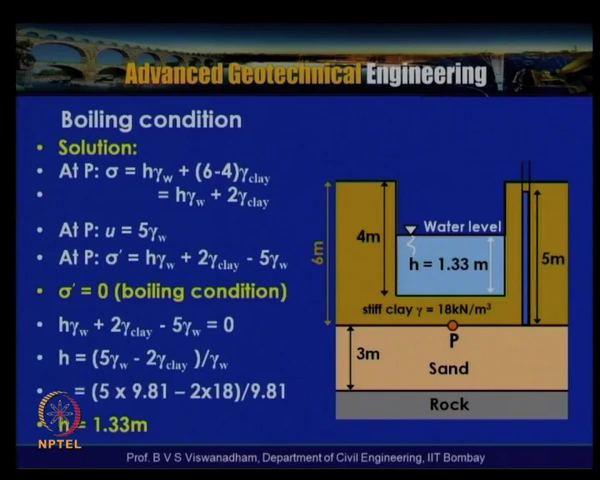 Advanced Geotechnical Engineering
Boiling condition
• Solution:
• At P: σ = hγw + (6-4)γclay
• = hγw + 2γclay
• At P: u = 5γw
• At P: σ′ = hγw + 2γclay - 5γw
• σ′ = 0 (boiling condition)
• hγw + 2γclay - 5γw = 0
• h = (5γw - 2γclay )/γw
• = (5 x 9.81 – 2x18)/9.81
• h = 1.33m
6m
4m
Water level
h = 1.33 m
5m
stiff clay γ = 18kN/m³
P
3m
Sand
Rock
NPTEL
Prof. B V S Viswanadham, Department of Civil Engineering, IIT Bombay